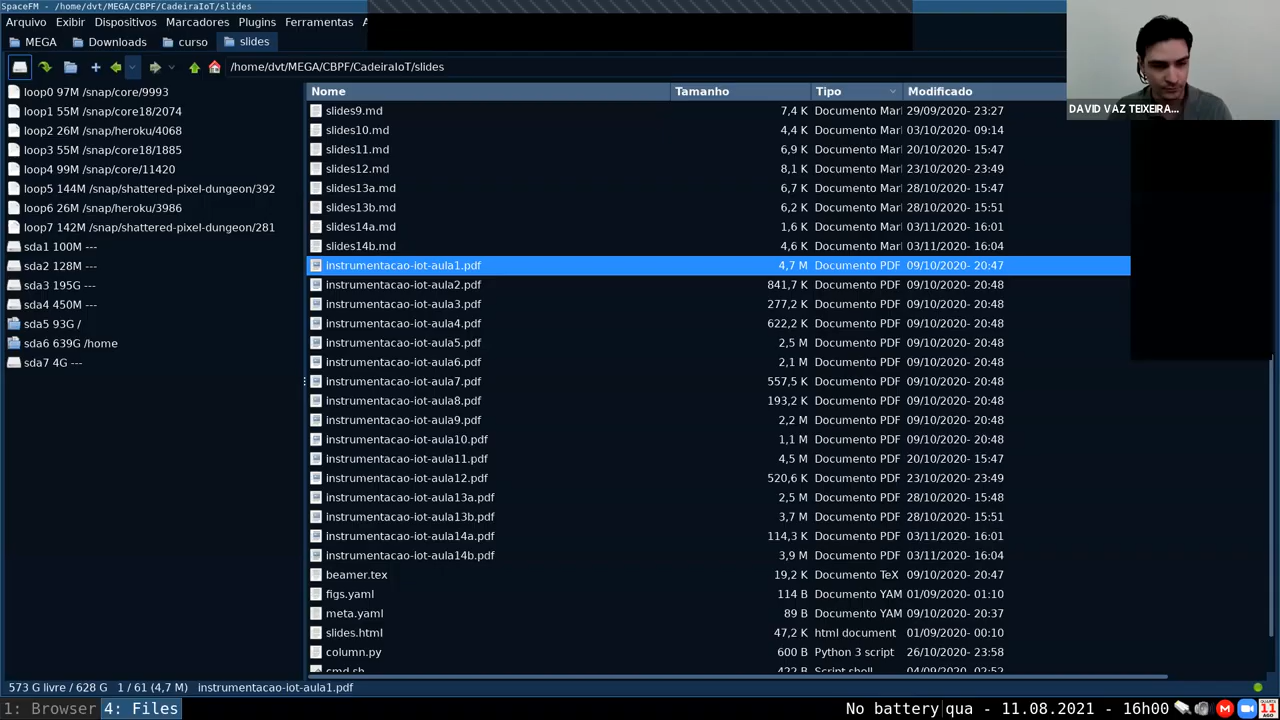 SpaceFM - /home/dvt/MEGA/CBPF/CadeiraIoT/slides
Arquivo Exibir Dispositivos Marcadores Plugins Ferramentas A
MEGA Downloads curso slides
/home/dvt/MEGA/CBPF/CadeiraIoT/slides
loop0 97M /snap/core/9993
loop1 55M /snap/core18/2074
loop2 26M /snap/heroku/4068
loop3 55M /snap/core18/1885
loop4 99M /snap/core/11420
loop5 144M /snap/shattered-pixel-dungeon/392
loop6 26M /snap/heroku/3986
loop7 142M /snap/shattered-pixel-dungeon/281
sda1 100M ---
sda2 128M ---
sda3 195G ---
sda4 450M ---
sda5 93G /
sda6 639G /home
sda7 4G ---
Nome Tamanho Tipo Modificado
slides9.md 7,4 K Documento Marl 29/09/2020- 23:27
slides10.md 4,4 K Documento Marl 03/10/2020- 09:14
slides11.md 6,9 K Documento Marl 20/10/2020- 15:47
slides12.md 8,1 K Documento Marl 23/10/2020- 23:49
slides13a.md 6,7 K Documento Marl 28/10/2020- 15:47
slides13b.md 6,2 K Documento Marl 28/10/2020- 15:51
slides14a.md 1,6 K Documento Marl 03/11/2020- 16:01
slides14b.md 4,6 K Documento Marl 03/11/2020- 16:04
instrumentacao-iot-aula1.pdf 4,7 M Documento PDF 09/10/2020- 20:47
instrumentacao-iot-aula2.pdf 841,7 K Documento PDF 09/10/2020- 20:48
instrumentacao-iot-aula3.pdf 277,2 K Documento PDF 09/10/2020- 20:48
instrumentacao-iot-aula4.pdf 622,2 K Documento PDF 09/10/2020- 20:48
instrumentacao-iot-aula5.pdf 2,5 M Documento PDF 09/10/2020- 20:48
instrumentacao-iot-aula6.pdf 2,1 M Documento PDF 09/10/2020- 20:48
instrumentacao-iot-aula7.pdf 557,5 K Documento PDF 09/10/2020- 20:48
instrumentacao-iot-aula8.pdf 193,2 K Documento PDF 09/10/2020- 20:48
instrumentacao-iot-aula9.pdf 2,2 M Documento PDF 09/10/2020- 20:48
instrumentacao-iot-aula10.pdf 1,1 M Documento PDF 09/10/2020- 20:48
instrumentacao-iot-aula11.pdf 4,5 M Documento PDF 20/10/2020- 15:47
instrumentacao-iot-aula12.pdf 520,6 K Documento PDF 23/10/2020- 23:49
instrumentacao-iot-aula13a.pdf 2,5 M Documento PDF 28/10/2020- 15:48
instrumentacao-iot-aula13b.pdf 3,7 M Documento PDF 28/10/2020- 15:51
instrumentacao-iot-aula14a.pdf 114,3 K Documento PDF 03/11/2020- 16:01
instrumentacao-iot-aula14b.pdf 3,9 M Documento PDF 03/11/2020- 16:04
beamer.tex 19,2 K Documento TeX 09/10/2020- 20:47
figs.yaml 114 B Documento YAM 01/09/2020- 01:10
meta.yaml 89 B Documento YAM 09/10/2020- 20:37
slides.html 47,2 K html document 01/09/2020- 00:10
column.py 600 B Python 3 script 26/10/2020- 23:58
cmd.sh 422 B Script shell 04/09/2020- 02:52
DAVID VAZ TEIXEIRA...
573 G livre / 628 G 1 / 61 (4,7 M) instrumentacao-iot-aula1.pdf
1: Browser 4: Files No battery qua - 11.08.2021 - 16h00 QUARTE 11 AGO